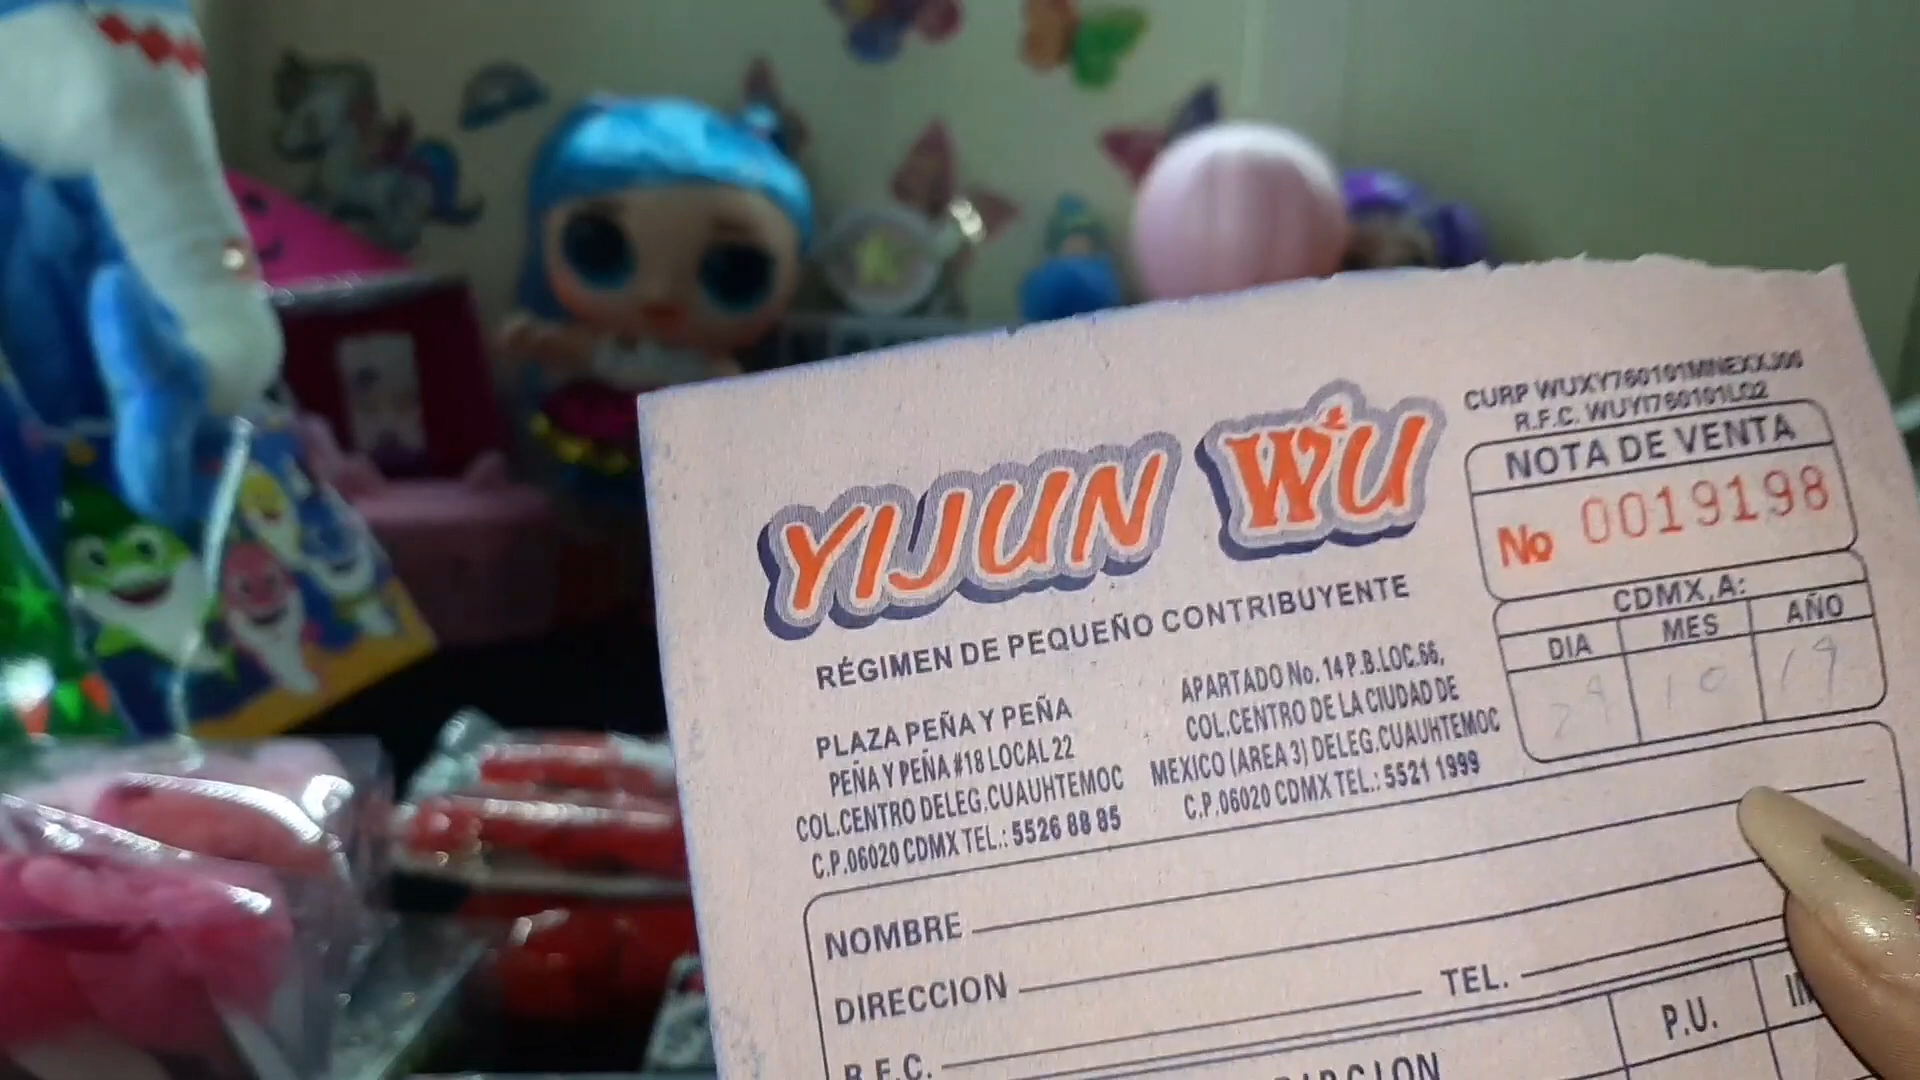 CURP WUXY760101MNEXXJ00
R.F.C. WUYI760101LQ2
YIJUN WU
NOTA DE VENTA
No 0019198
RÉGIMEN DE PEQUEÑO CONTRIBUYENTE
CDMX, A:
DIA MES AÑO
29 10 19
PLAZA PEÑA Y PEÑA
PEÑA Y PEÑA #18 LOCAL 22
COL.CENTRO DELEG.CUAUHTEMOC
C.P.06020 CDMX TEL.: 5526 88 85
APARTADO No. 14 P.B.LOC.66,
COL.CENTRO DE LA CIUDAD DE
MEXICO (AREA 3) DELEG.CUAUHTEMOC
C.P.06020 CDMX TEL.: 5521 1999
NOMBRE
DIRECCION TEL.
R.F.C.
P.U.